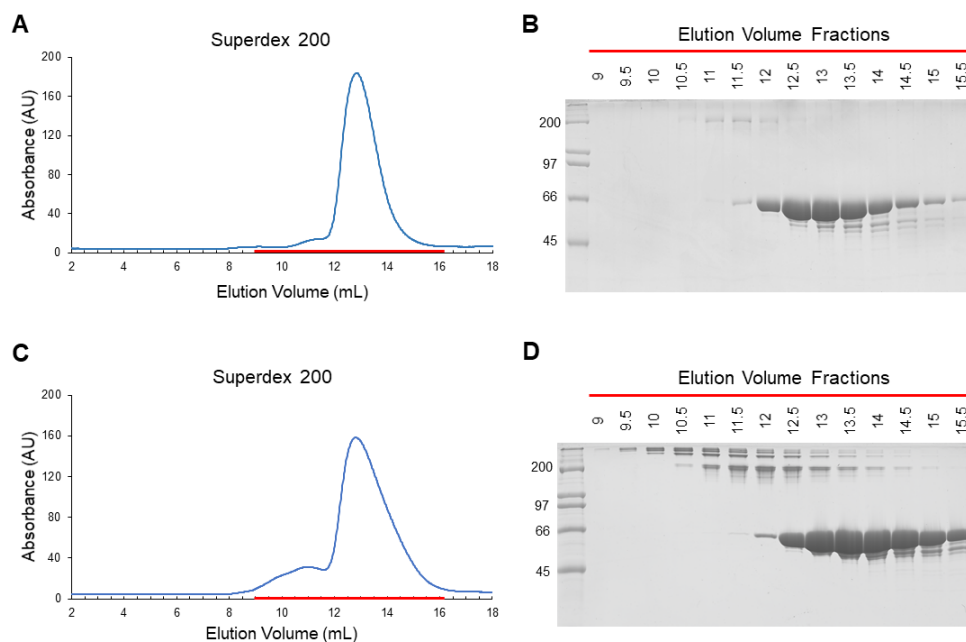 A
Superdex 200
Absorbance (AU)
200
160
120
80
40
0
2 4 6 8 10 12 14 16 18
Elution Volume (mL)
B
Elution Volume Fractions
9 9.5 10 10.5 11 11.5 12 12.5 13 13.5 14 14.5 15 15.5
200
97
66
45
C
Superdex 200
Absorbance (AU)
200
160
120
80
40
0
2 4 6 8 10 12 14 16 18
Elution Volume (mL)
D
Elution Volume Fractions
9 9.5 10 10.5 11 11.5 12 12.5 13 13.5 14 14.5 15 15.5
200
97
66
45